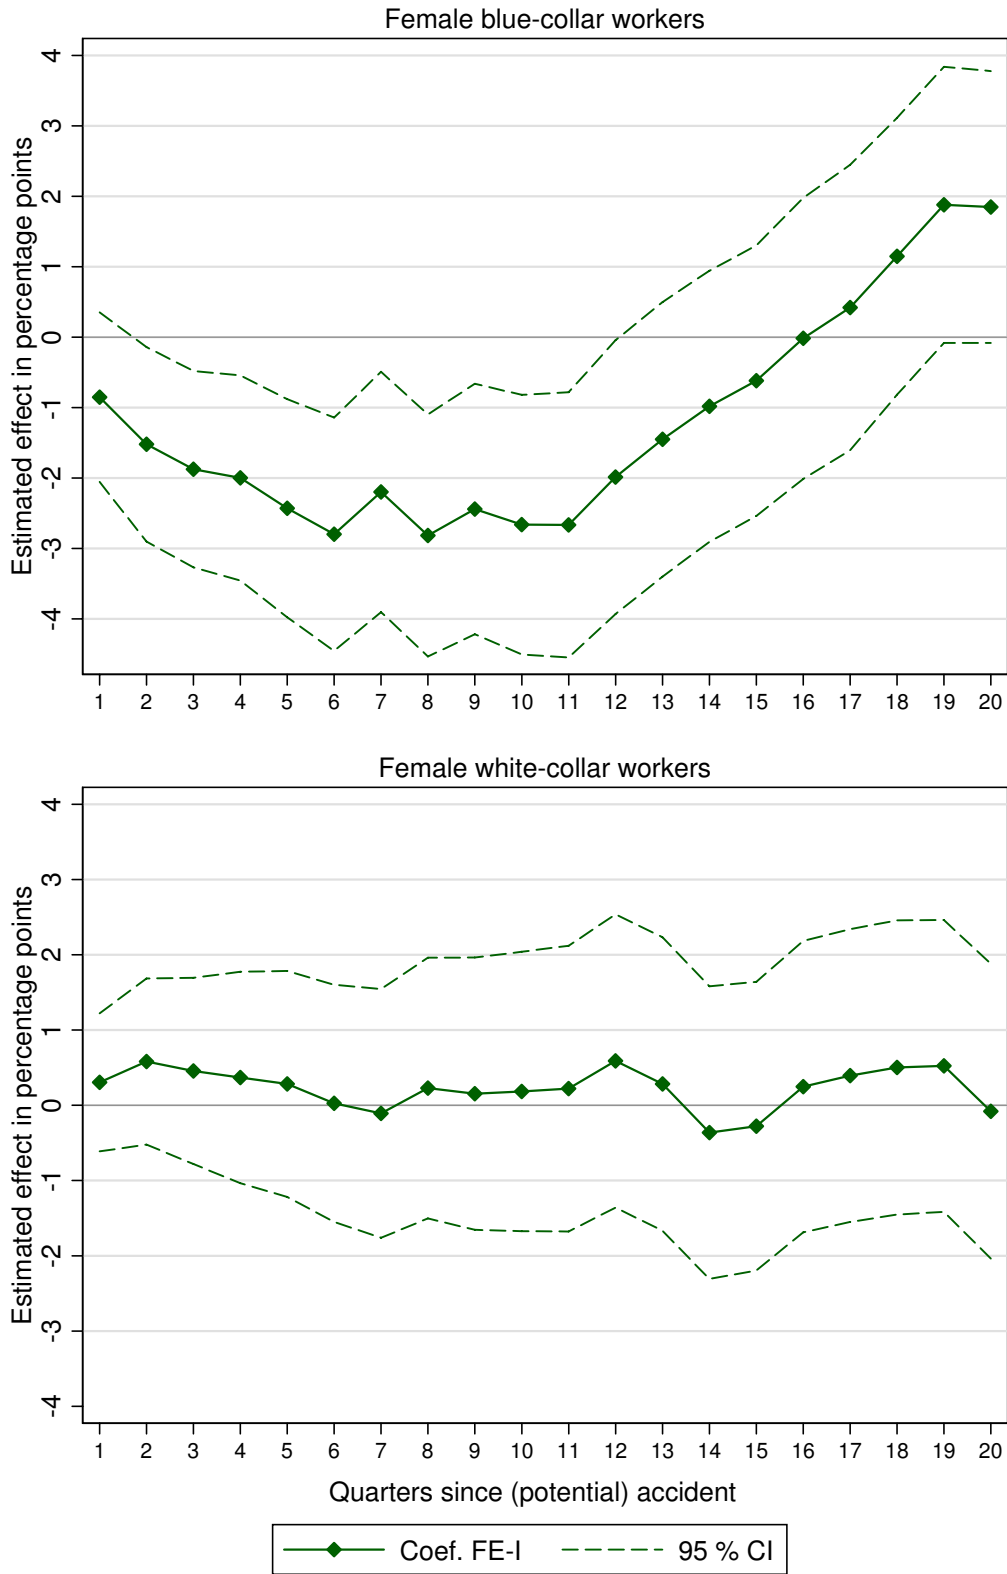 Female blue-collar workers
Estimated effect in percentage points
4
3
2
1
0
-1
-2
-3
-4
1 2 3 4 5 6 7 8 9 10 11 12 13 14 15 16 17 18 19 20
Female white-collar workers
Estimated effect in percentage points
4
3
2
1
0
-1
-2
-3
-4
1 2 3 4 5 6 7 8 9 10 11 12 13 14 15 16 17 18 19 20
Quarters since (potential) accident
Coef. FE-I 95 % CI